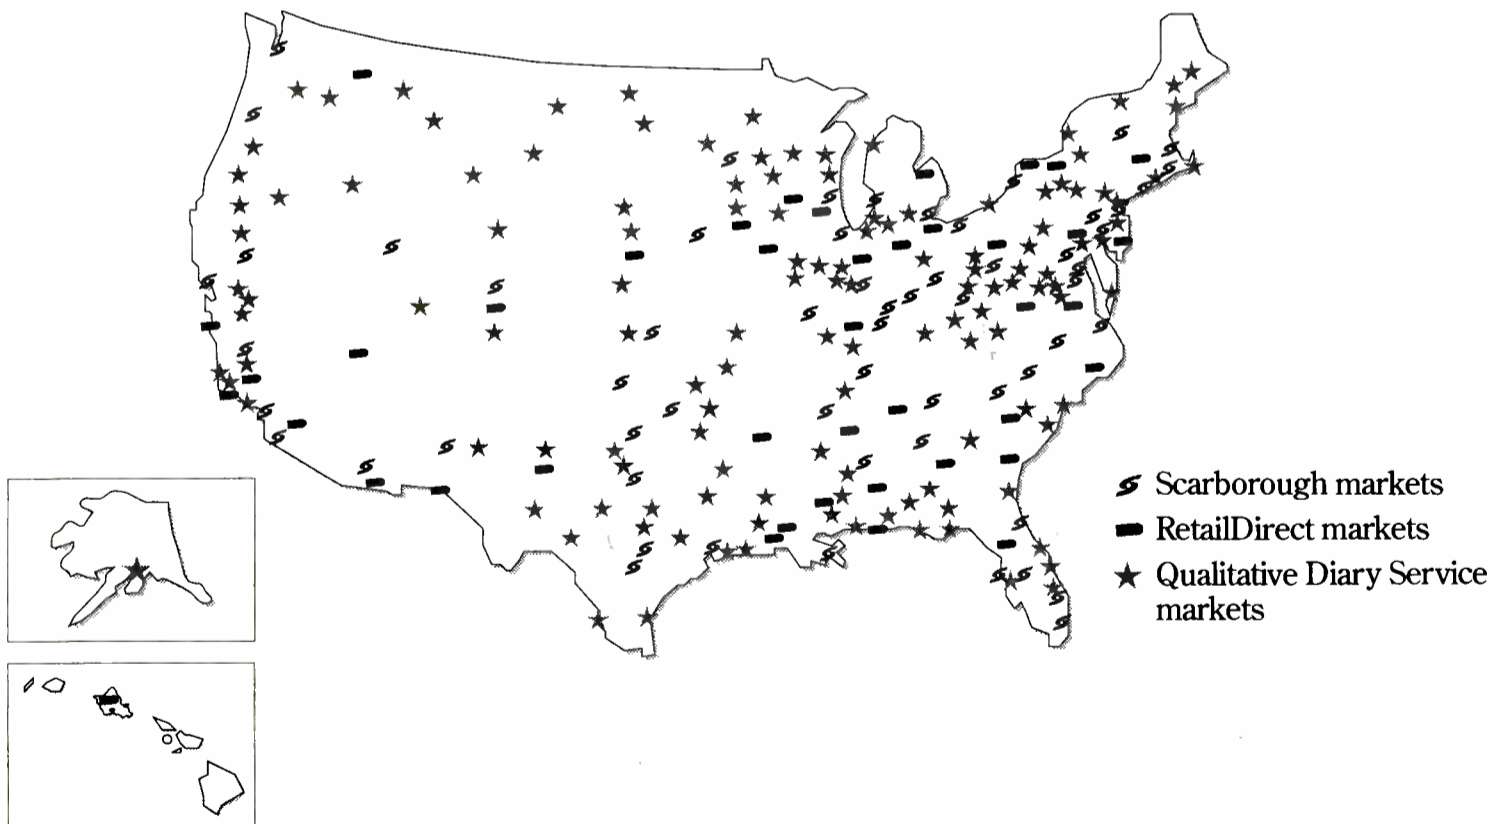 Scarborough markets
RetailDirect markets
Qualitative Diary Service
markets